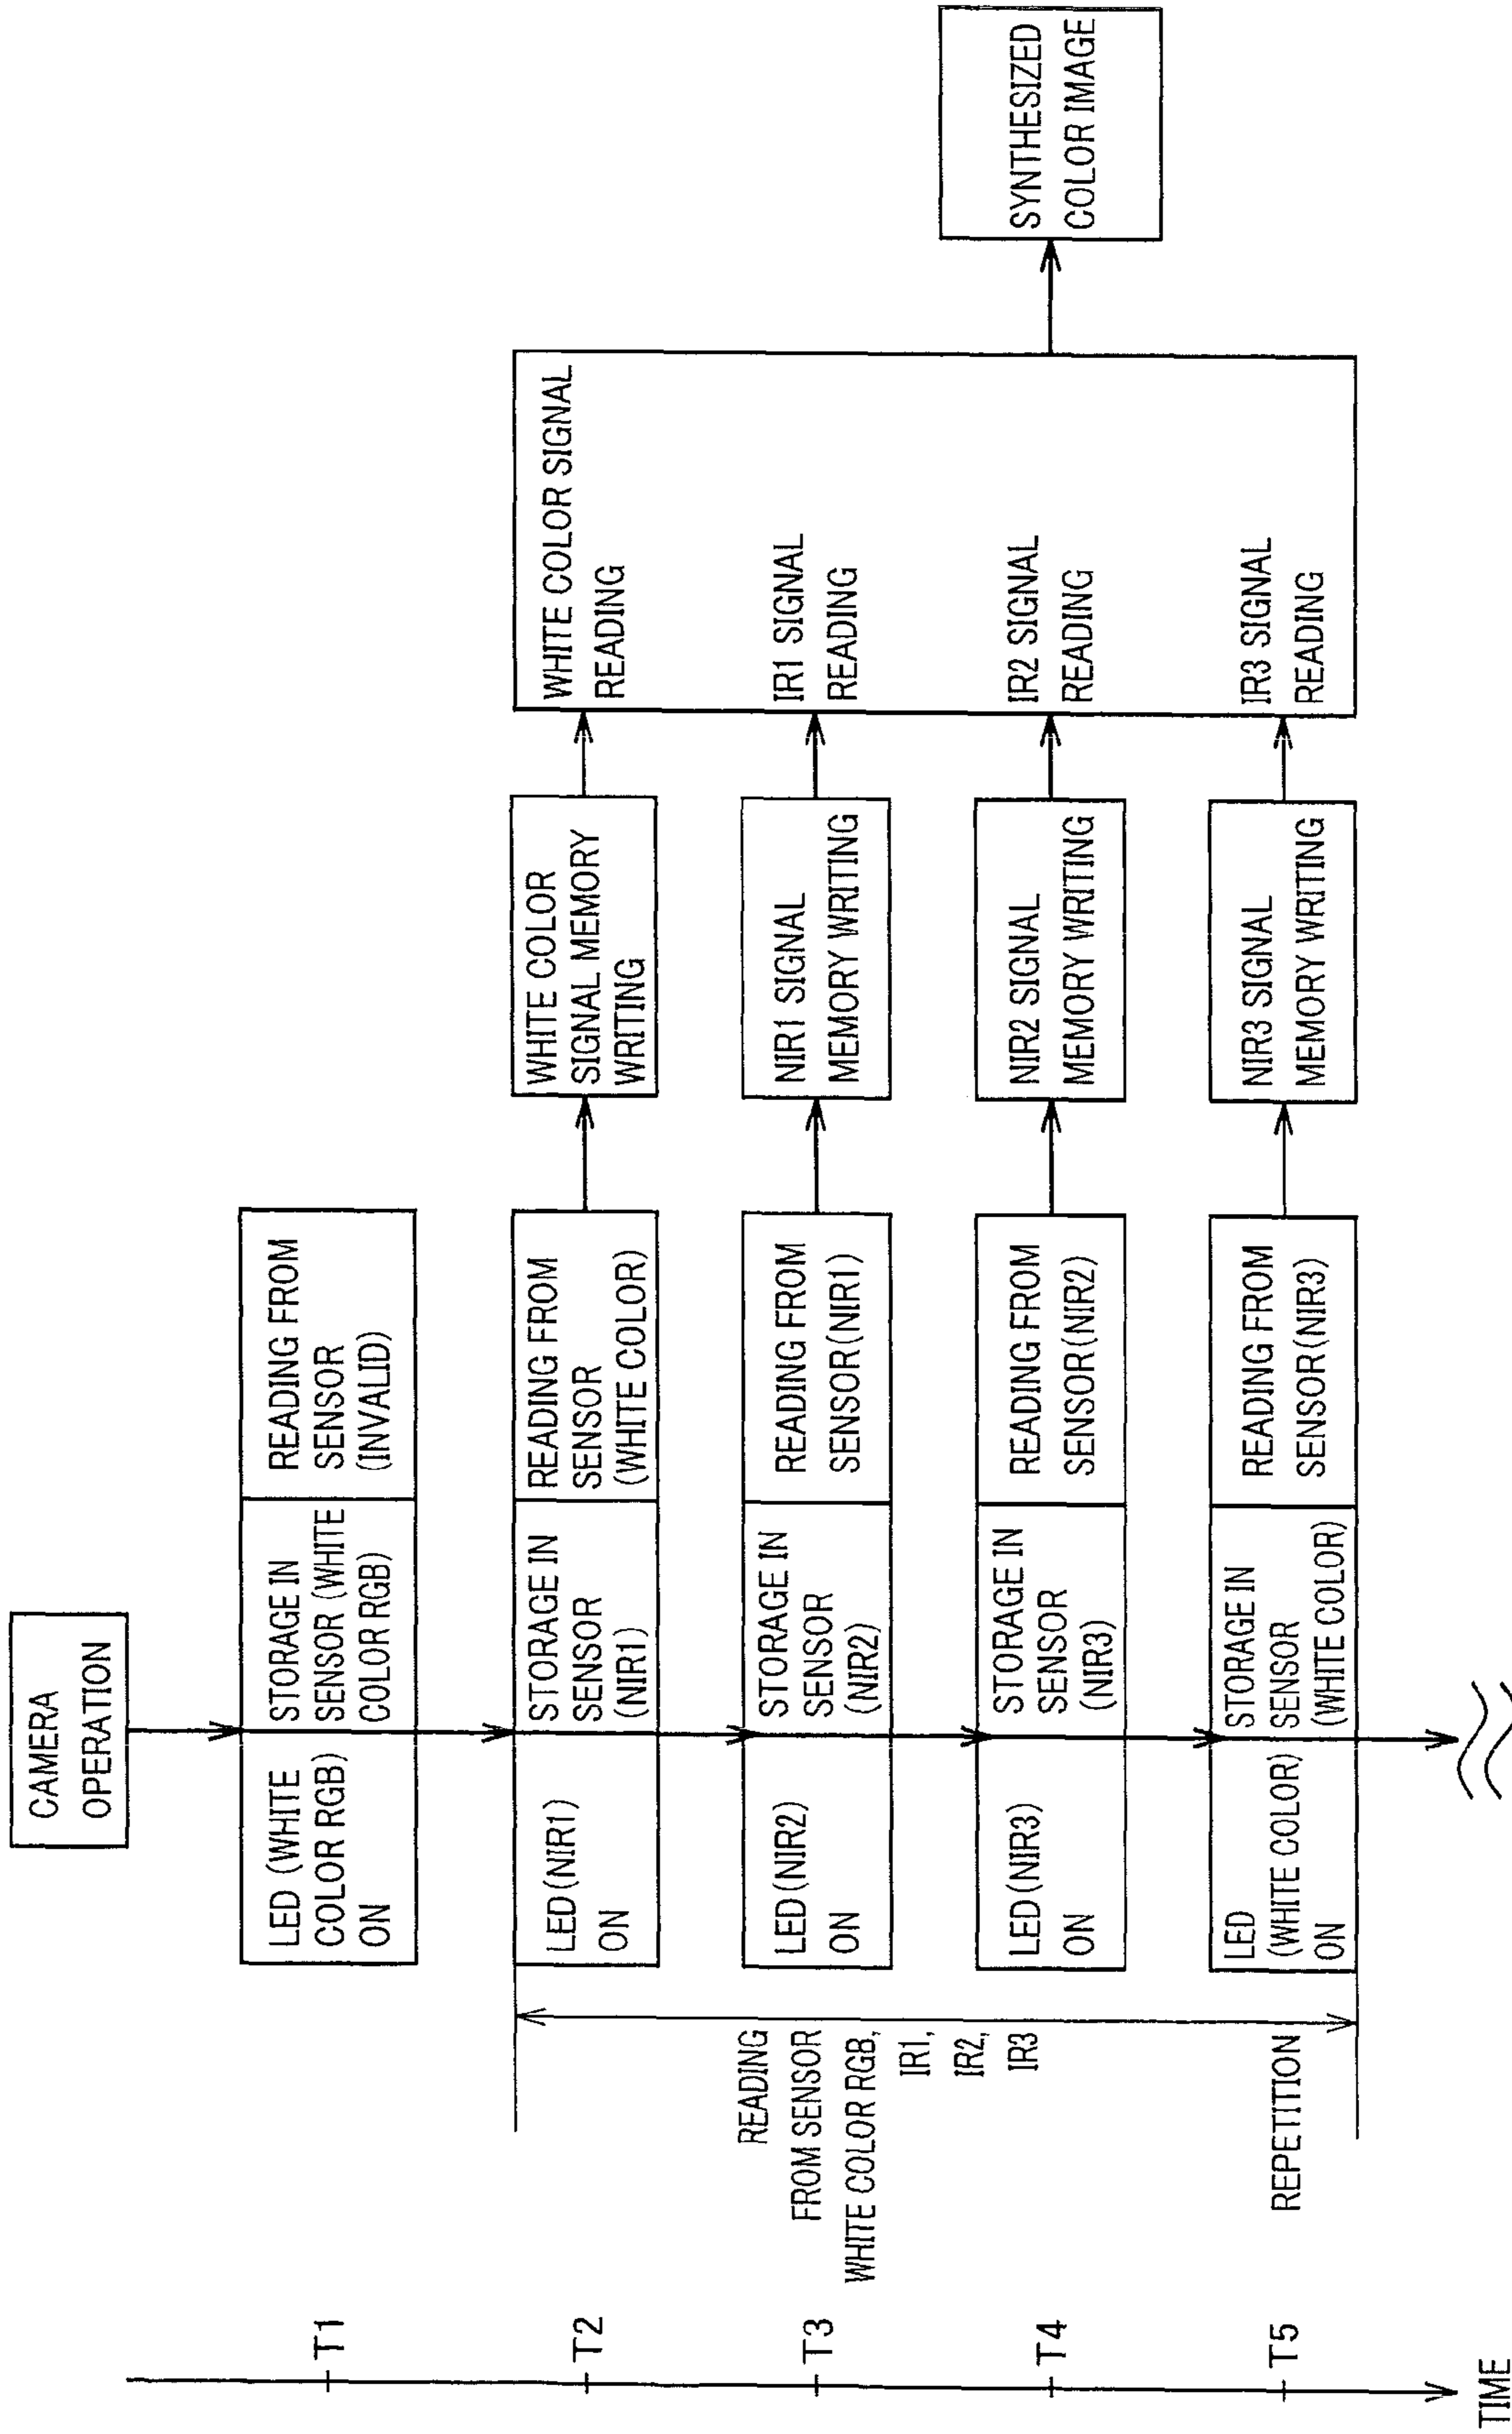 CAMERA
OPERATION
LED (WHITE
COLOR RGB)
ON
STORAGE IN
SENSOR (WHITE
COLOR RGB)
READING FROM
SENSOR
(INVALID)
T1
LED(NIR1)
ON
STORAGE IN
SENSOR
(NIR1)
READING FROM
SENSOR
(WHITE COLOR)
WHITE COLOR
SIGNAL MEMORY
WRITING
WHITE COLOR SIGNAL
READING
T2
READING
FROM SENSOR
WHITE COLOR RGB,
IR1,
IR2,
IR3
LED(NIR2)
ON
STORAGE IN
SENSOR
(NIR2)
READING FROM
SENSOR(NIR1)
NIR1 SIGNAL
MEMORY WRITING
IR1 SIGNAL
READING
T3
LED(NIR3)
ON
STORAGE IN
SENSOR
(NIR3)
READING FROM
SENSOR(NIR2)
NIR2 SIGNAL
MEMORY WRITING
IR2 SIGNAL
READING
SYNTHESIZED
COLOR IMAGE
T4
REPETITION
LED
(WHITE COLOR)
ON
STORAGE IN
SENSOR
(WHITE COLOR)
READING FROM
SENSOR(NIR3)
NIR3 SIGNAL
MEMORY WRITING
IR3 SIGNAL
READING
T5
TIME